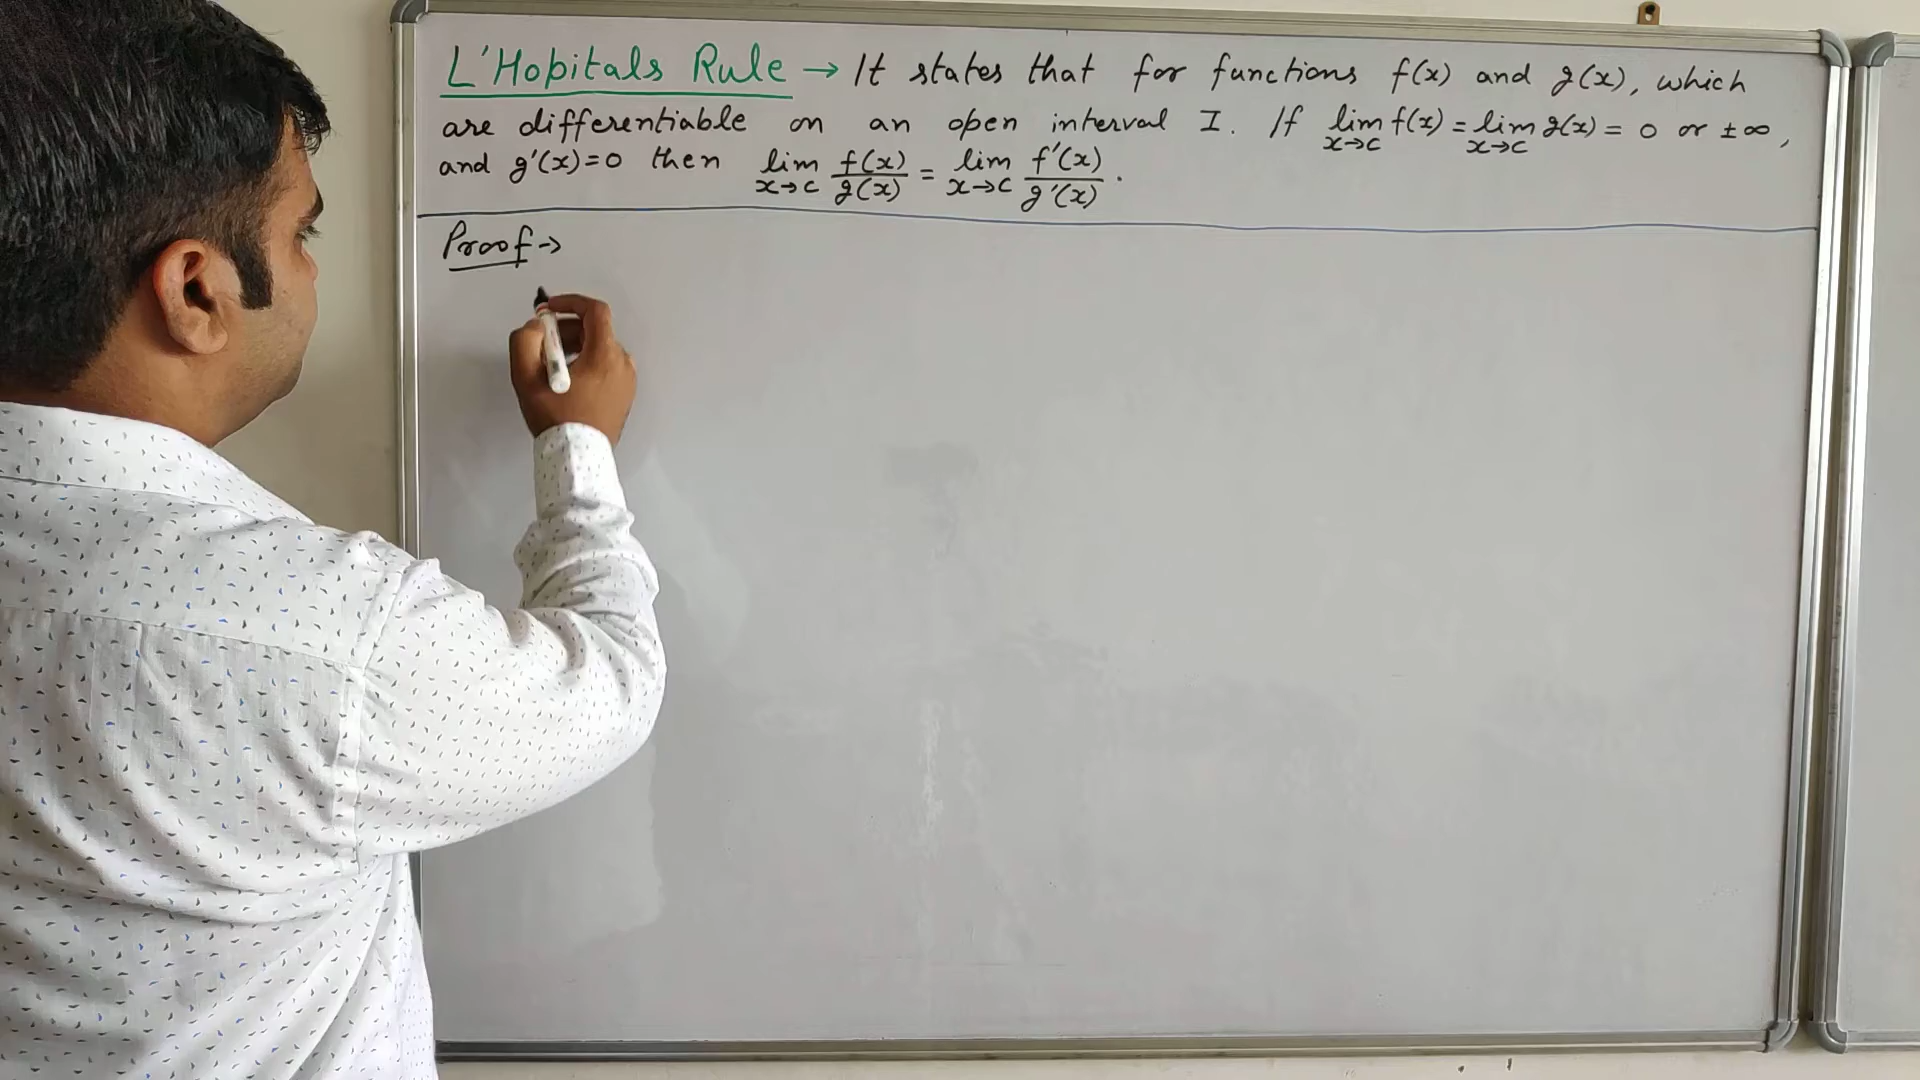 L'Hopitals Rule → It states that for functions f(x) and g(x), which
are differentiable on an open interval I. If lim x→c f(x) = lim x→c g(x) = 0 or ±∞,
and g'(x)=0 then lim x→c f(x)/g(x) = lim x→c f'(x)/g'(x).
Proof→